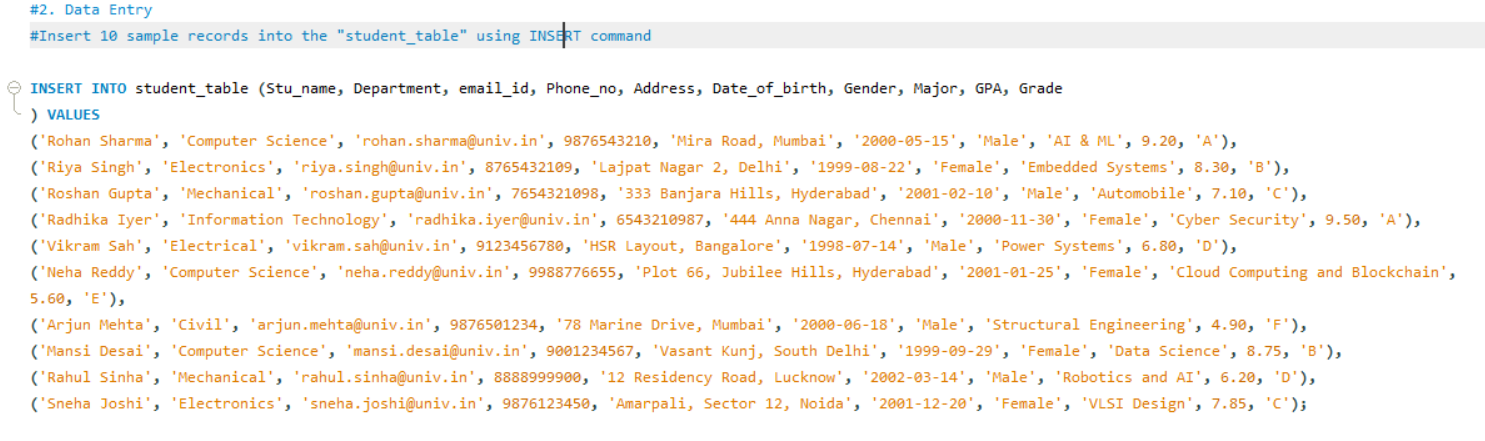 #2. Data Entry
#Insert 10 sample records into the "student_table" using INSERT command
INSERT INTO student_table (Stu_name, Department, email_id, Phone_no, Address, Date_of_birth, Gender, Major, GPA, Grade
) VALUES
('Rohan Sharma', 'Computer Science', 'rohan.sharma@univ.in', 9876543210, 'Mira Road, Mumbai', '2000-05-15', 'Male', 'AI & ML', 9.20, 'A'),
('Riya Singh', 'Electronics', 'riya.singh@univ.in', 8765432109, 'Lajpat Nagar 2, Delhi', '1999-08-22', 'Female', 'Embedded Systems', 8.30, 'B'),
('Roshan Gupta', 'Mechanical', 'roshan.gupta@univ.in', 7654321098, '333 Banjara Hills, Hyderabad', '2001-02-10', 'Male', 'Automobile', 7.10, 'C'),
('Radhika Iyer', 'Information Technology', 'radhika.iyer@univ.in', 6543210987, '444 Anna Nagar, Chennai', '2000-11-30', 'Female', 'Cyber Security', 9.50, 'A'),
('Vikram Sah', 'Electrical', 'vikram.sah@univ.in', 9123456780, 'HSR Layout, Bangalore', '1998-07-14', 'Male', 'Power Systems', 6.80, 'D'),
('Neha Reddy', 'Computer Science', 'neha.reddy@univ.in', 9988776655, 'Plot 66, Jubilee Hills, Hyderabad', '2001-01-25', 'Female', 'Cloud Computing and Blockchain',
5.60, 'E'),
('Arjun Mehta', 'Civil', 'arjun.mehta@univ.in', 9876501234, '78 Marine Drive, Mumbai', '2000-06-18', 'Male', 'Structural Engineering', 4.90, 'F'),
('Mansi Desai', 'Computer Science', 'mansi.desai@univ.in', 9001234567, 'Vasant Kunj, South Delhi', '1999-09-29', 'Female', 'Data Science', 8.75, 'B'),
('Rahul Sinha', 'Mechanical', 'rahul.sinha@univ.in', 8888999900, '12 Residency Road, Lucknow', '2002-03-14', 'Male', 'Robotics and AI', 6.20, 'D'),
('Sneha Joshi', 'Electronics', 'sneha.joshi@univ.in', 9876123450, 'Amarpali, Sector 12, Noida', '2001-12-20', 'Female', 'VLSI Design', 7.85, 'C');